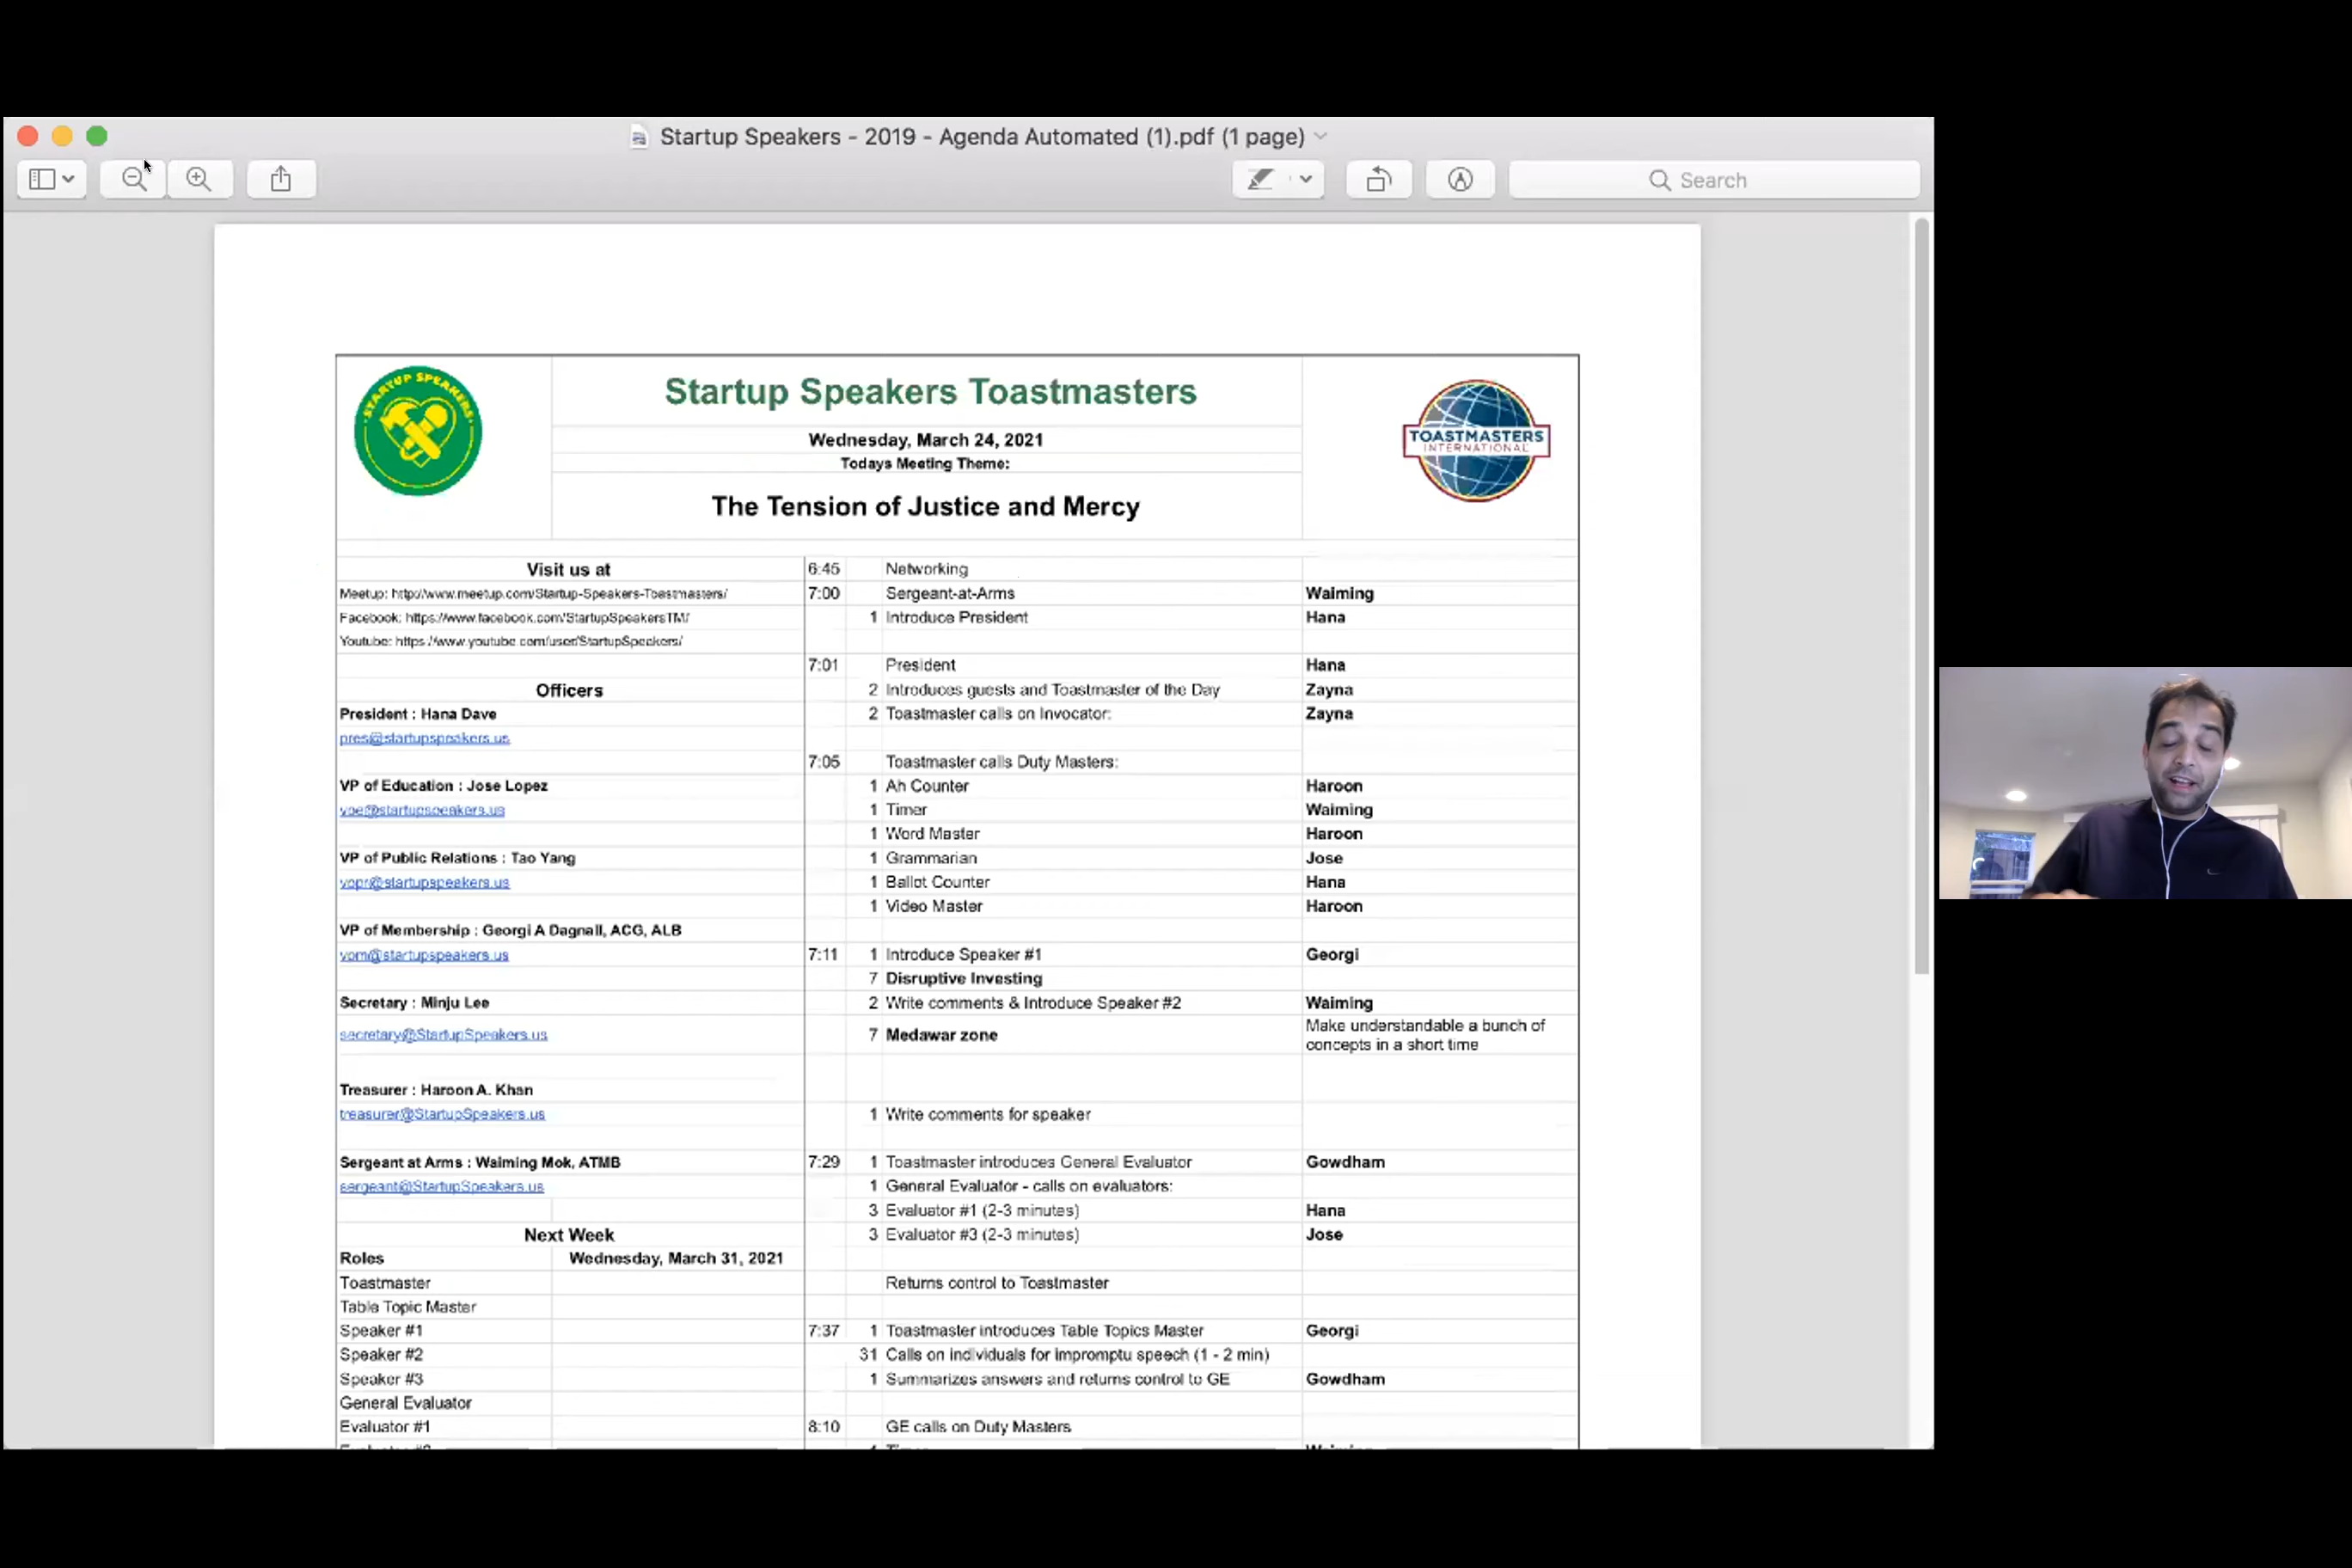 Startup Speakers - 2019 - Agenda Automated (1).pdf (1 page)
Search
STARTUP SPEAKERS
Startup Speakers Toastmasters
Wednesday, March 24, 2021
Todays Meeting Theme:
The Tension of Justice and Mercy
TOASTMASTERS
INTERNATIONAL
Visit us at
Meetup: http://www.meetup.com/Startup-Speakers-Toastmasters/
Facebook: https://www.facebook.com/StartupSpeakersTM/
Youtube: https://www.youtube.com/user/StartupSpeakers/
Officers
President : Hana Dave
pres@startupspeakers.us
VP of Education : Jose Lopez
vpe@startupspeakers.us
VP of Public Relations : Tao Yang
vppr@startupspeakers.us
VP of Membership : Georgi A Dagnall, ACG, ALB
vpm@startupspeakers.us
Secretary : Minju Lee
secretary@StartupSpeakers.us
Treasurer : Haroon A. Khan
treasurer@StartupSpeakers.us
Sergeant at Arms : Waiming Mok, ATMB
sergeant@StartupSpeakers.us
Next Week
Roles Wednesday, March 31, 2021
Toastmaster
Table Topic Master
Speaker #1
Speaker #2
Speaker #3
General Evaluator
Evaluator #1
6:45 Networking
7:00 Sergeant-at-Arms Waiming
1 Introduce President Hana
7:01 President Hana
2 Introduces guests and Toastmaster of the Day Zayna
2 Toastmaster calls on Invocator: Zayna
7:05 Toastmaster calls Duty Masters:
1 Ah Counter Haroon
1 Timer Waiming
1 Word Master Haroon
1 Grammarian Jose
1 Ballot Counter Hana
1 Video Master Haroon
7:11 1 Introduce Speaker #1 Georgi
7 Disruptive Investing
2 Write comments & Introduce Speaker #2 Waiming
7 Medawar zone Make understandable a bunch of
concepts in a short time
1 Write comments for speaker
7:29 1 Toastmaster introduces General Evaluator Gowdham
1 General Evaluator - calls on evaluators:
3 Evaluator #1 (2-3 minutes) Hana
3 Evaluator #3 (2-3 minutes) Jose
Returns control to Toastmaster
7:37 1 Toastmaster introduces Table Topics Master Georgi
31 Calls on individuals for impromptu speech (1 - 2 min)
1 Summarizes answers and returns control to GE Gowdham
8:10 GE calls on Duty Masters